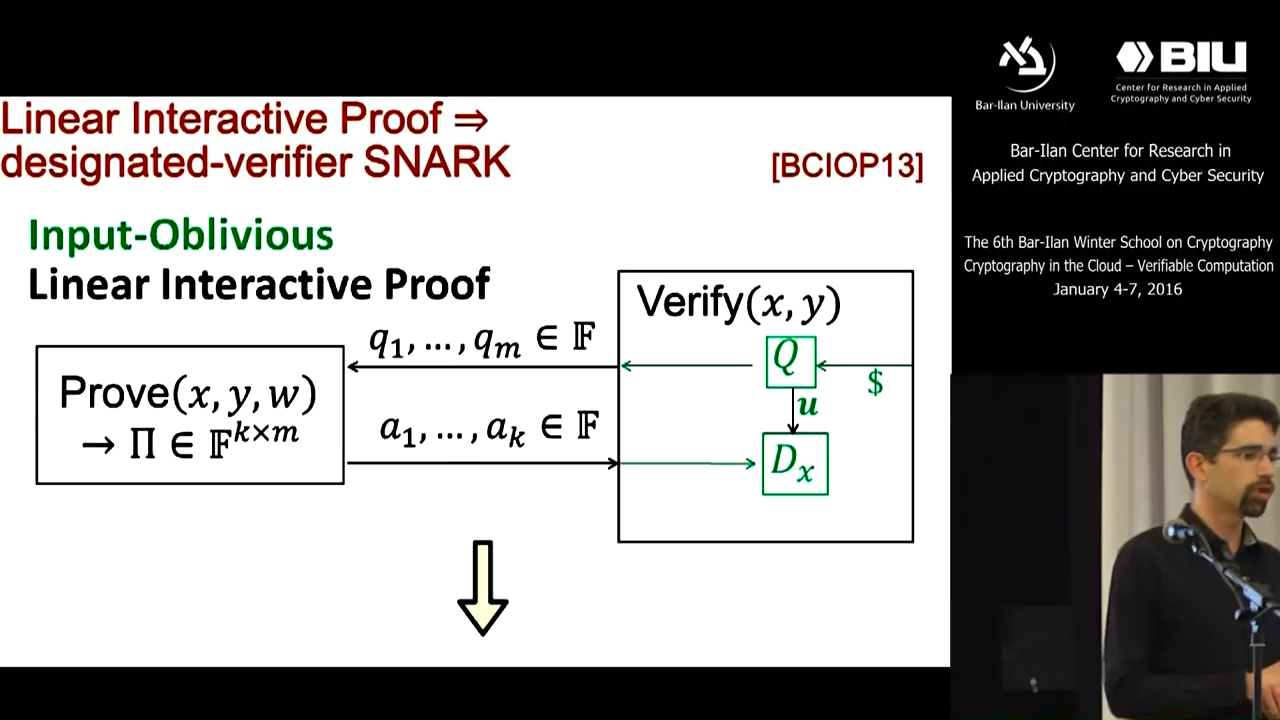 Linear Interactive Proof ⇒
designated-verifier SNARK
[BCIOP13]
Input-Oblivious
Linear Interactive Proof
Prove(x, y, w)
→ Π ∈ 𝔽^{k×m}
q₁, …, qₘ ∈ 𝔽
a₁, …, aₖ ∈ 𝔽
Verify(x, y)
Q
$
u
Dₓ
Bar-Ilan University
BIU
Center for Research in Applied
Cryptography and Cyber Security
Bar-Ilan Center for Research in
Applied Cryptography and Cyber Security
The 6th Bar-Ilan Winter School on Cryptography
Cryptography in the Cloud – Verifiable Computation
January 4-7, 2016